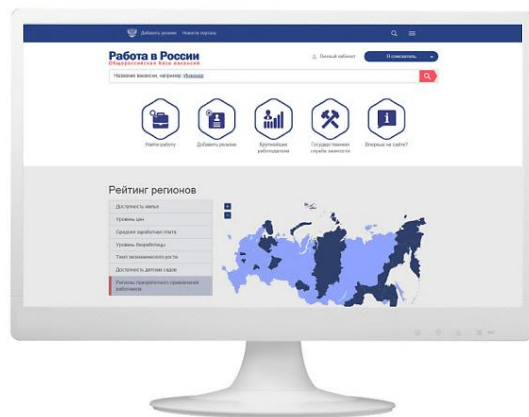 Добавить резюме Новости портала
Работа в России
Общероссийская база вакансий
Личный кабинет
Я соискатель
Название вакансии, например: Инженер
Найти работу
Добавить резюме
Крупнейшие
работодатели
Государственная
служба занятости
Впервые на сайте?
Рейтинг регионов
Доступность жилья
Уровень цен
Средняя заработная плата
Уровень безработицы
Темп экономического роста
Доступность детских садов
Регионы приоритетного привлечения
работников